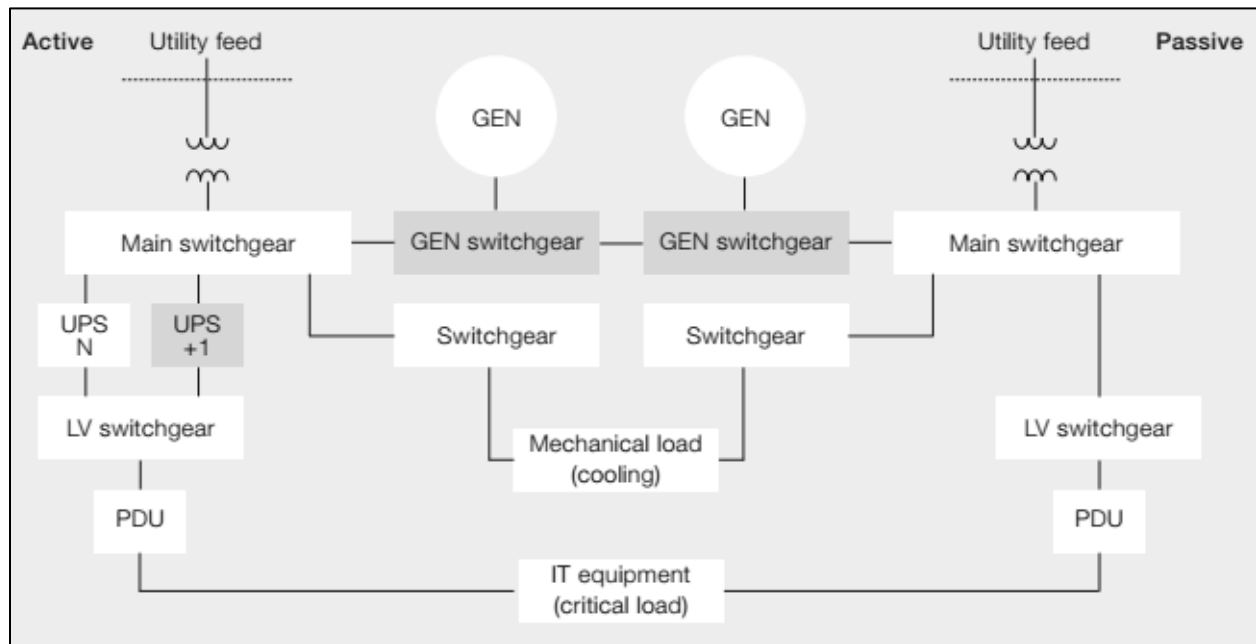 Active
Utility feed
Utility feed
Passive
GEN
GEN
Main switchgear
GEN switchgear
GEN switchgear
Main switchgear
UPS
N
UPS
+1
Switchgear
Switchgear
LV switchgear
LV switchgear
Mechanical load
(cooling)
PDU
PDU
IT equipment
(critical load)